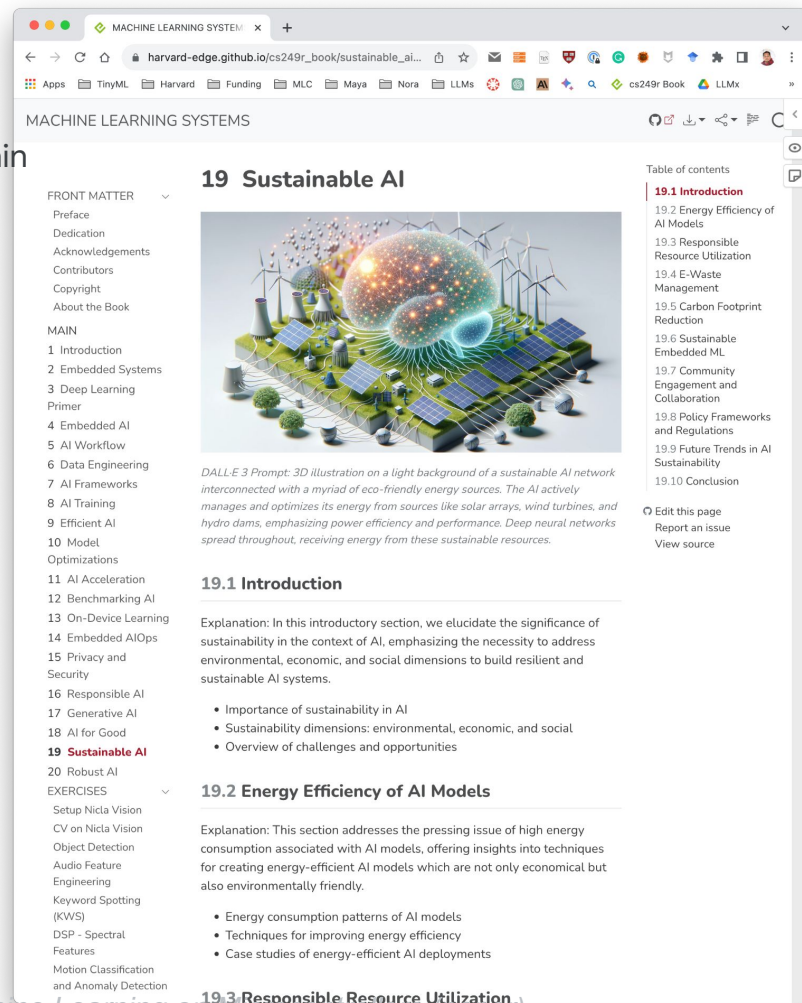 MACHINE LEARNING SYSTEM
harvard-edge.github.io/cs249r_book/sustainable_ai...
Apps TinyML Harvard Funding MLC Maya Nora LLMs cs249r Book LLMx »
MACHINE LEARNING SYSTEMS
in
FRONT MATTER
Preface
Dedication
Acknowledgements
Contributors
Copyright
About the Book
MAIN
1 Introduction
2 Embedded Systems
3 Deep Learning
Primer
4 Embedded AI
5 AI Workflow
6 Data Engineering
7 AI Frameworks
8 AI Training
9 Efficient AI
10 Model
Optimizations
11 AI Acceleration
12 Benchmarking AI
13 On-Device Learning
14 Embedded AIOps
15 Privacy and
Security
16 Responsible AI
17 Generative AI
18 AI for Good
19 Sustainable AI
20 Robust AI
EXERCISES
Setup Nicla Vision
CV on Nicla Vision
Object Detection
Audio Feature
Engineering
Keyword Spotting
(KWS)
DSP - Spectral
Features
Motion Classification
and Anomaly Detection
19 Sustainable AI
DALL·E 3 Prompt: 3D illustration on a light background of a sustainable AI network
interconnected with a myriad of eco-friendly energy sources. The AI actively
manages and optimizes its energy from sources like solar arrays, wind turbines, and
hydro dams, emphasizing power efficiency and performance. Deep neural networks
spread throughout, receiving energy from these sustainable resources.
19.1 Introduction
Explanation: In this introductory section, we elucidate the significance of
sustainability in the context of AI, emphasizing the necessity to address
environmental, economic, and social dimensions to build resilient and
sustainable AI systems.
• Importance of sustainability in AI
• Sustainability dimensions: environmental, economic, and social
• Overview of challenges and opportunities
19.2 Energy Efficiency of AI Models
Explanation: This section addresses the pressing issue of high energy
consumption associated with AI models, offering insights into techniques
for creating energy-efficient AI models which are not only economical but
also environmentally friendly.
• Energy consumption patterns of AI models
• Techniques for improving energy efficiency
• Case studies of energy-efficient AI deployments
19.3 Responsible Resource Utilization
Table of contents
19.1 Introduction
19.2 Energy Efficiency of
AI Models
19.3 Responsible
Resource Utilization
19.4 E-Waste
Management
19.5 Carbon Footprint
Reduction
19.6 Sustainable
Embedded ML
19.7 Community
Engagement and
Collaboration
19.8 Policy Frameworks
and Regulations
19.9 Future Trends in AI
Sustainability
19.10 Conclusion
Edit this page
Report an issue
View source